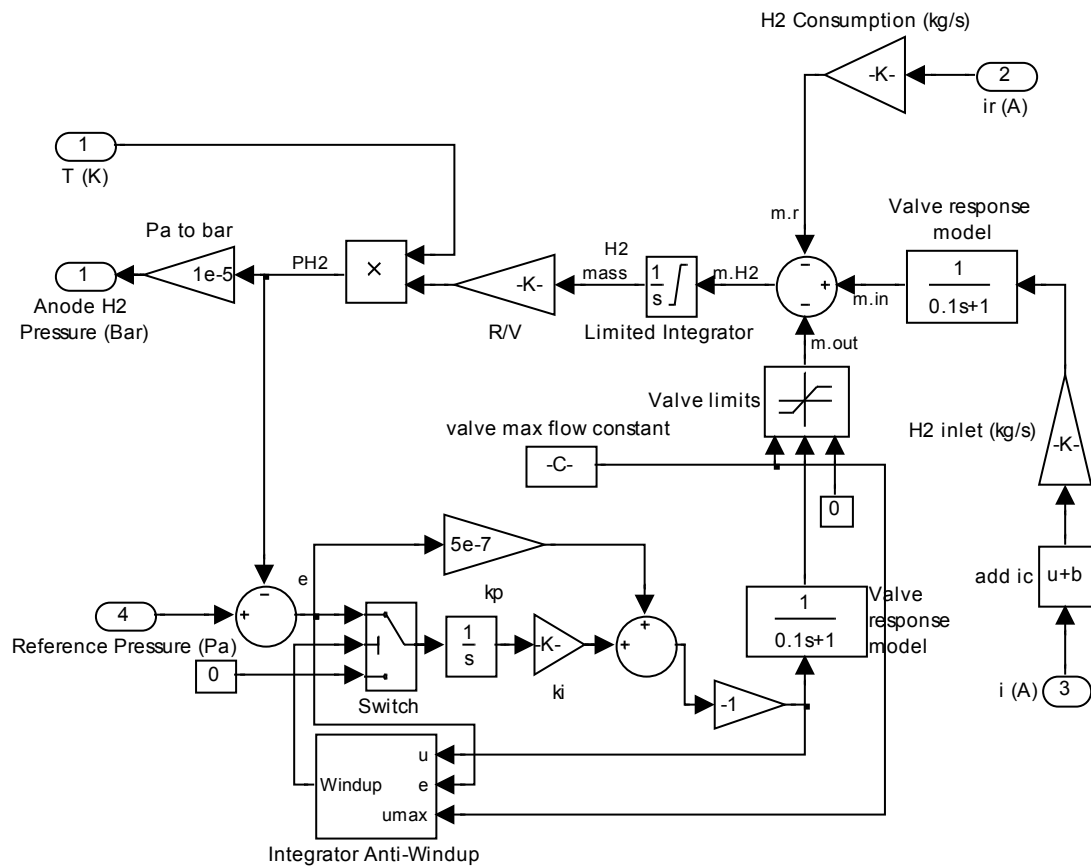 H2 Consumption (kg/s)
-K-
2
ir (A)
1
T (K)
m.r
Valve response
model
Pa to bar
1
1e-5
PH2
×
-K-
H2
mass
1
s
m.H2
−
+
−
m.in
1
0.1s+1
Anode H2
Pressure (Bar)
R/V
Limited Integrator
m.out
Valve limits
valve max flow constant
-C-
0
H2 inlet (kg/s)
-K-
5e-7
kp
add ic
u+b
e
−
+
4
Reference Pressure (Pa)
0
Switch
1
s
-K-
ki
+
+
-1
1
0.1s+1
Valve
response
model
i (A)
3
Windup
u
e
umax
Integrator Anti-Windup